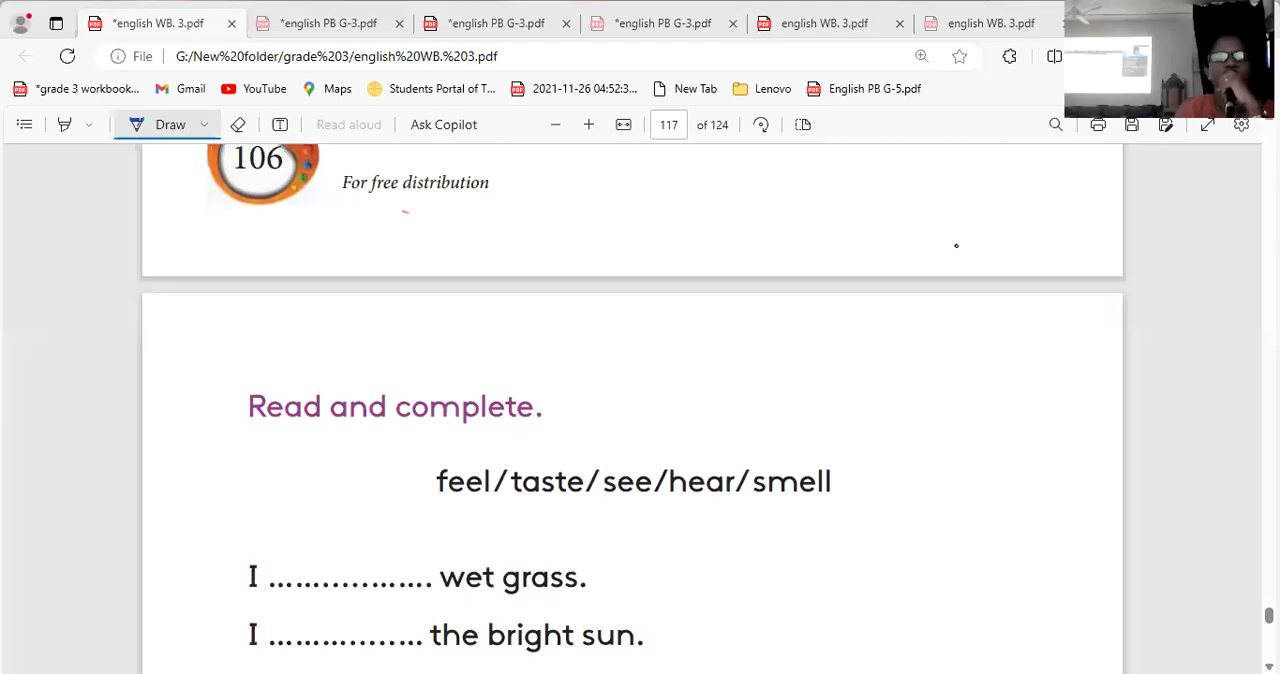 *english WB. 3.pdf
*english PB G-3.pdf
*english PB G-3.pdf
*english PB G-3.pdf
english WB. 3.pdf
english WB. 3.pdf
File G:/New%20folder/grade%203/english%20WB.%203.pdf
*grade 3 workbook... Gmail YouTube Maps Students Portal of T... 2021-11-26 04:52:3... New Tab Lenovo English PB G-5.pdf
Draw Read aloud Ask Copilot 117 of 124
106
For free distribution
Read and complete.
feel/taste/see/hear/smell
I .................... wet grass.
I ................... the bright sun.